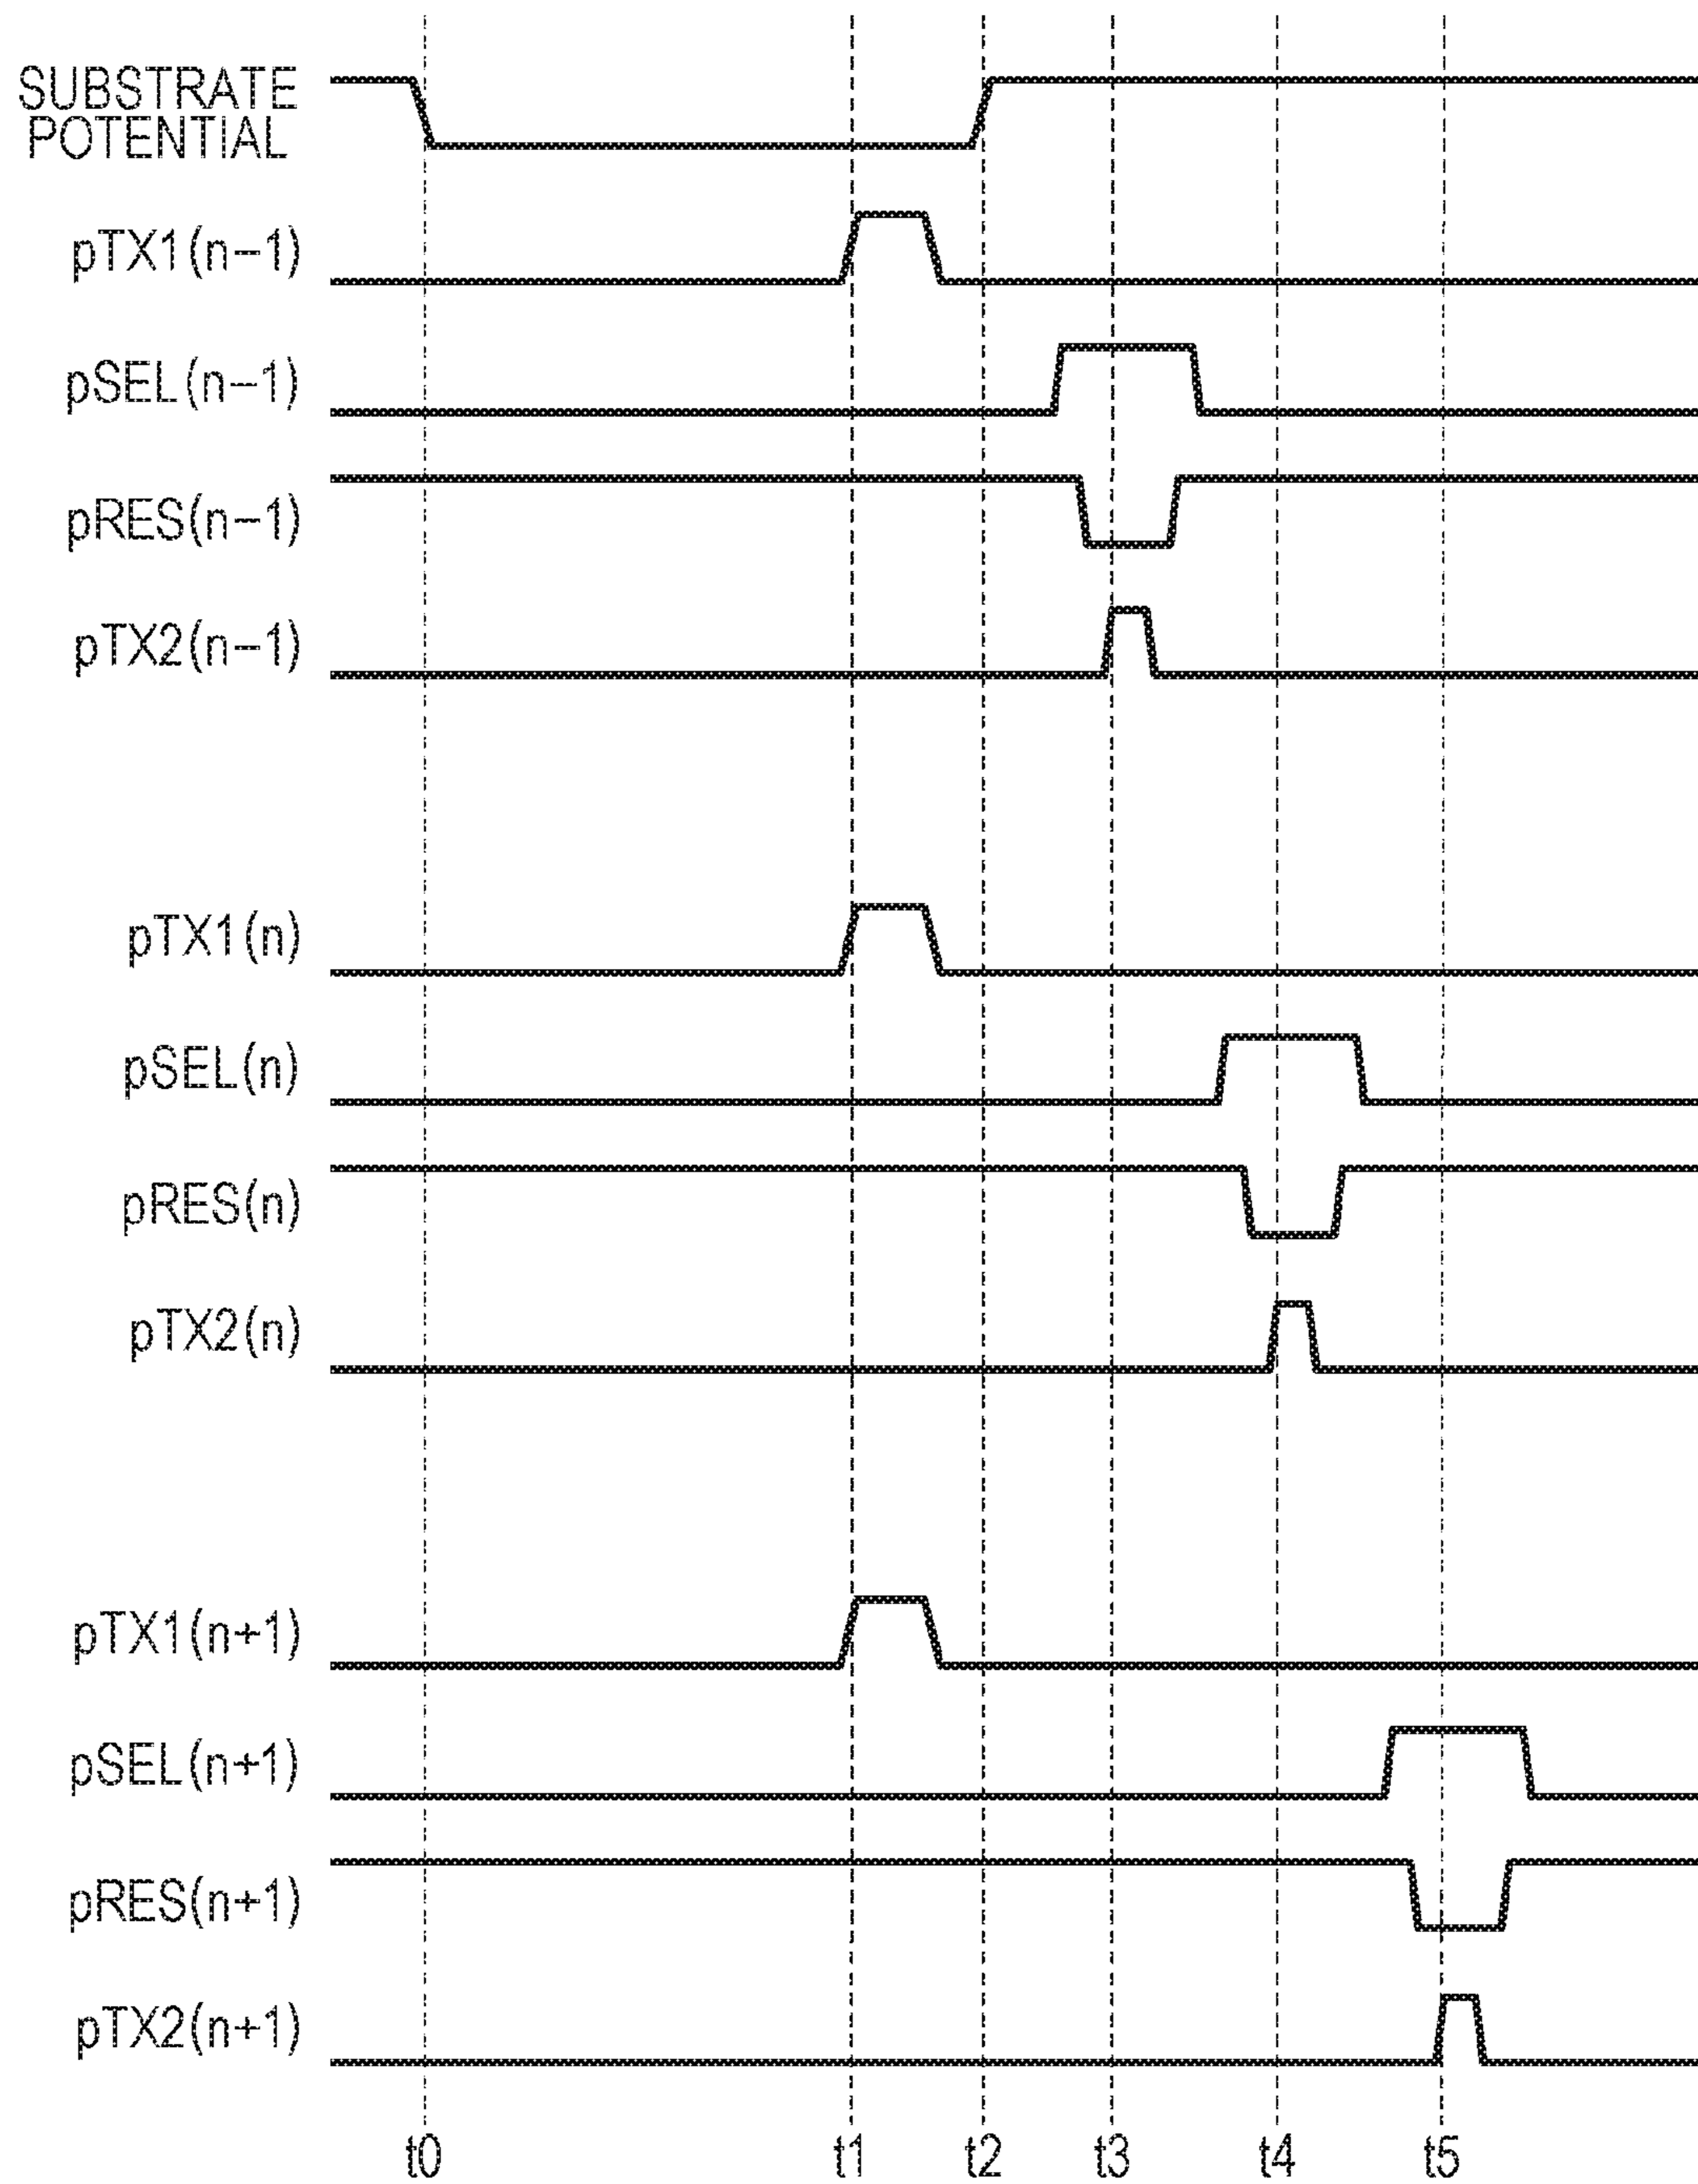 SUBSTRATE
POTENTIAL
pTX1(n−1)
pSEL(n−1)
pRES(n−1)
pTX2(n−1)
pTX1(n)
pSEL(n)
pRES(n)
pTX2(n)
pTX1(n+1)
pSEL(n+1)
pRES(n+1)
pTX2(n+1)
t0 t1 t2 t3 t4 t5